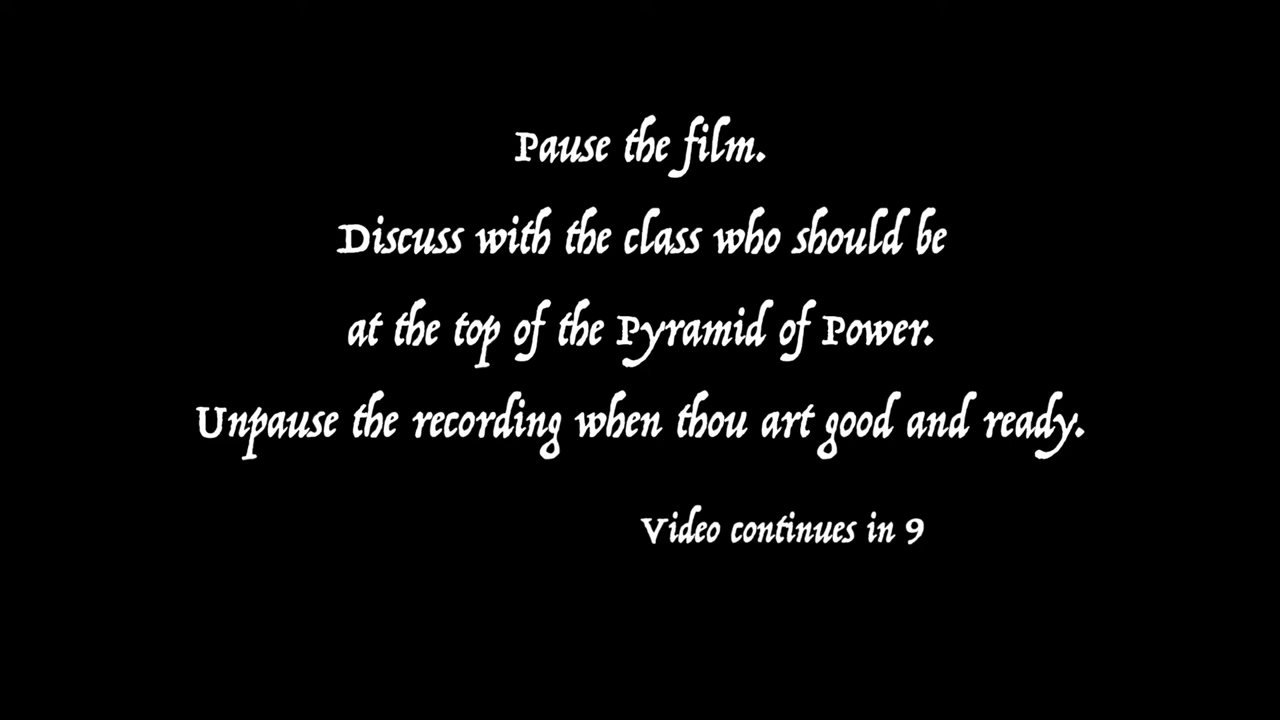 Pause the film.
Discuss with the class who should be
at the top of the Pyramid of Power.
Unpause the recording when thou art good and ready.
Video continues in 9